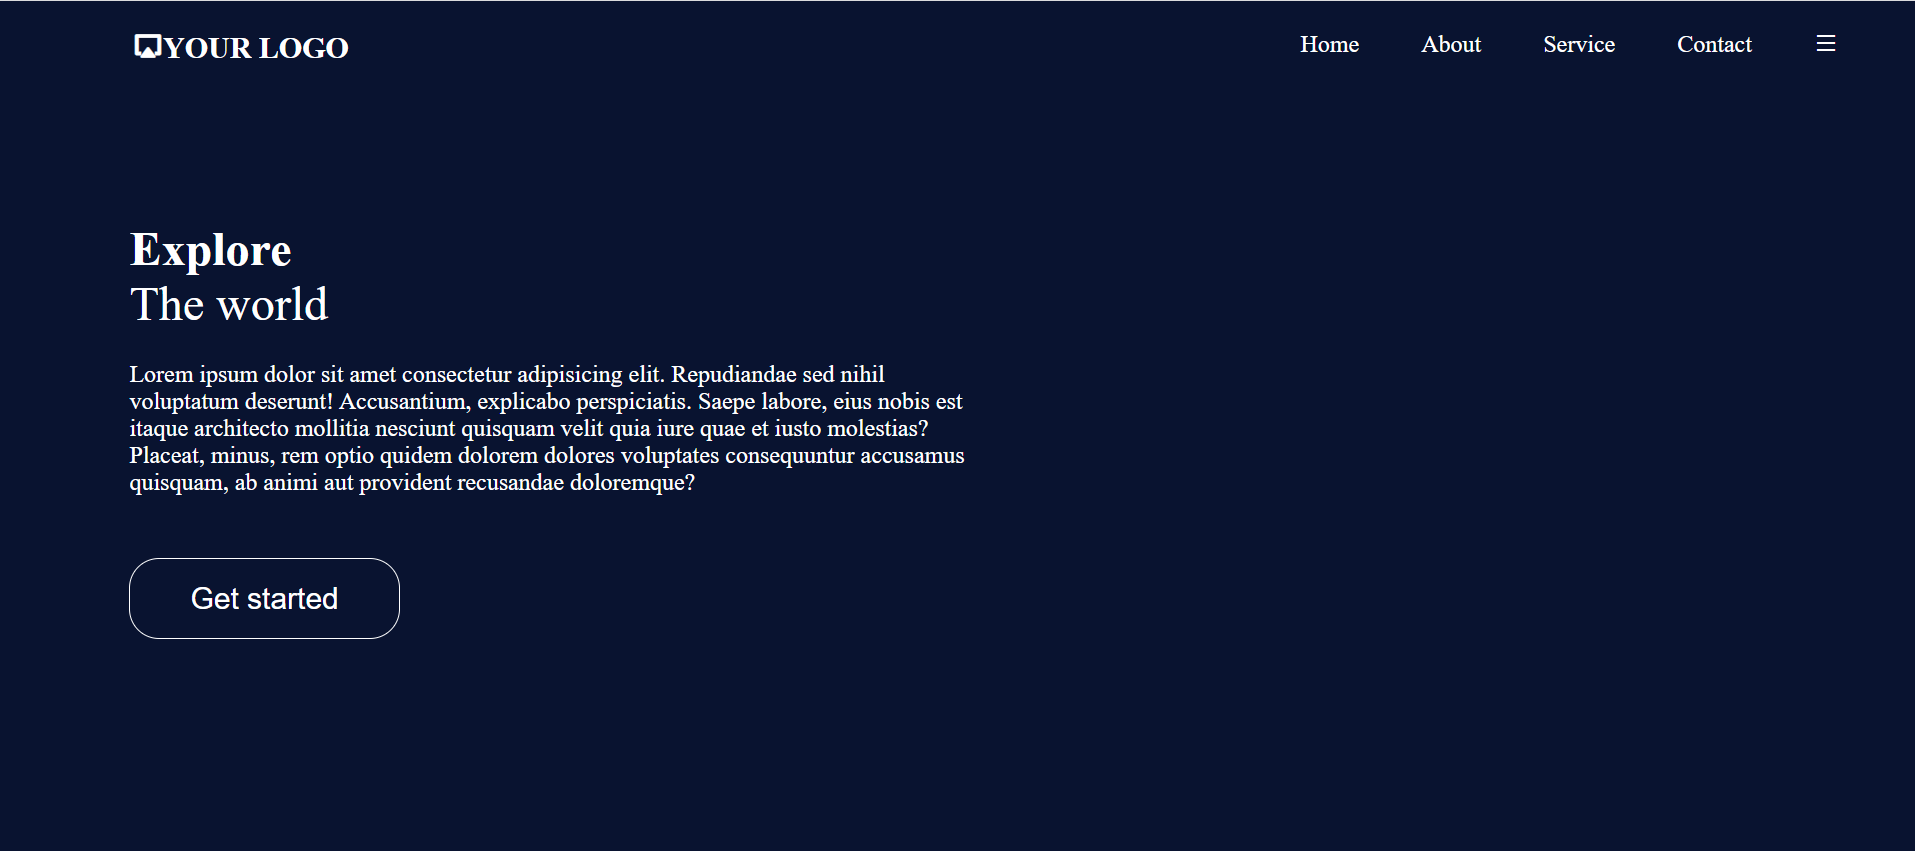 YOUR LOGO
Home About Service Contact
Explore
The world
Lorem ipsum dolor sit amet consectetur adipisicing elit. Repudiandae sed nihil
voluptatum deserunt! Accusantium, explicabo perspiciatis. Saepe labore, eius nobis est
itaque architecto mollitia nesciunt quisquam velit quia iure quae et iusto molestias?
Placeat, minus, rem optio quidem dolorem dolores voluptates consequuntur accusamus
quisquam, ab animi aut provident recusandae doloremque?
Get started